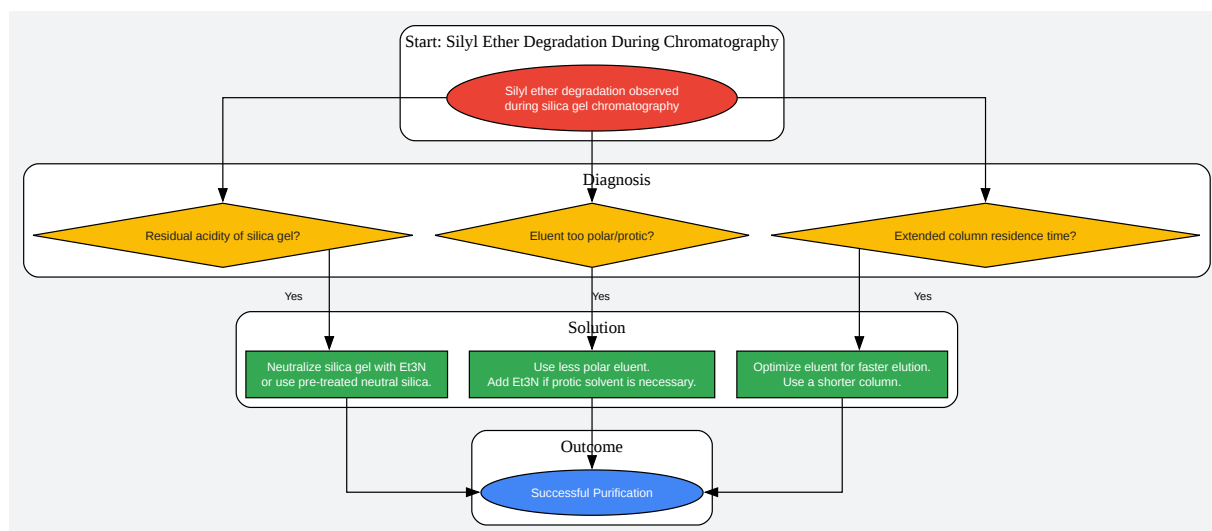 Start: Silyl Ether Degradation During Chromatography
Silyl ether degradation observed
during silica gel chromatography
Diagnosis
Residual acidity of silica gel?
Eluent too polar/protic?
Extended column residence time?
Yes
Yes
Yes
Solution
Neutralize silica gel with Et3N
or use pre-treated neutral silica.
Use less polar eluent.
Add Et3N if protic solvent is necessary.
Optimize eluent for faster elution.
Use a shorter column.
Outcome
Successful Purification